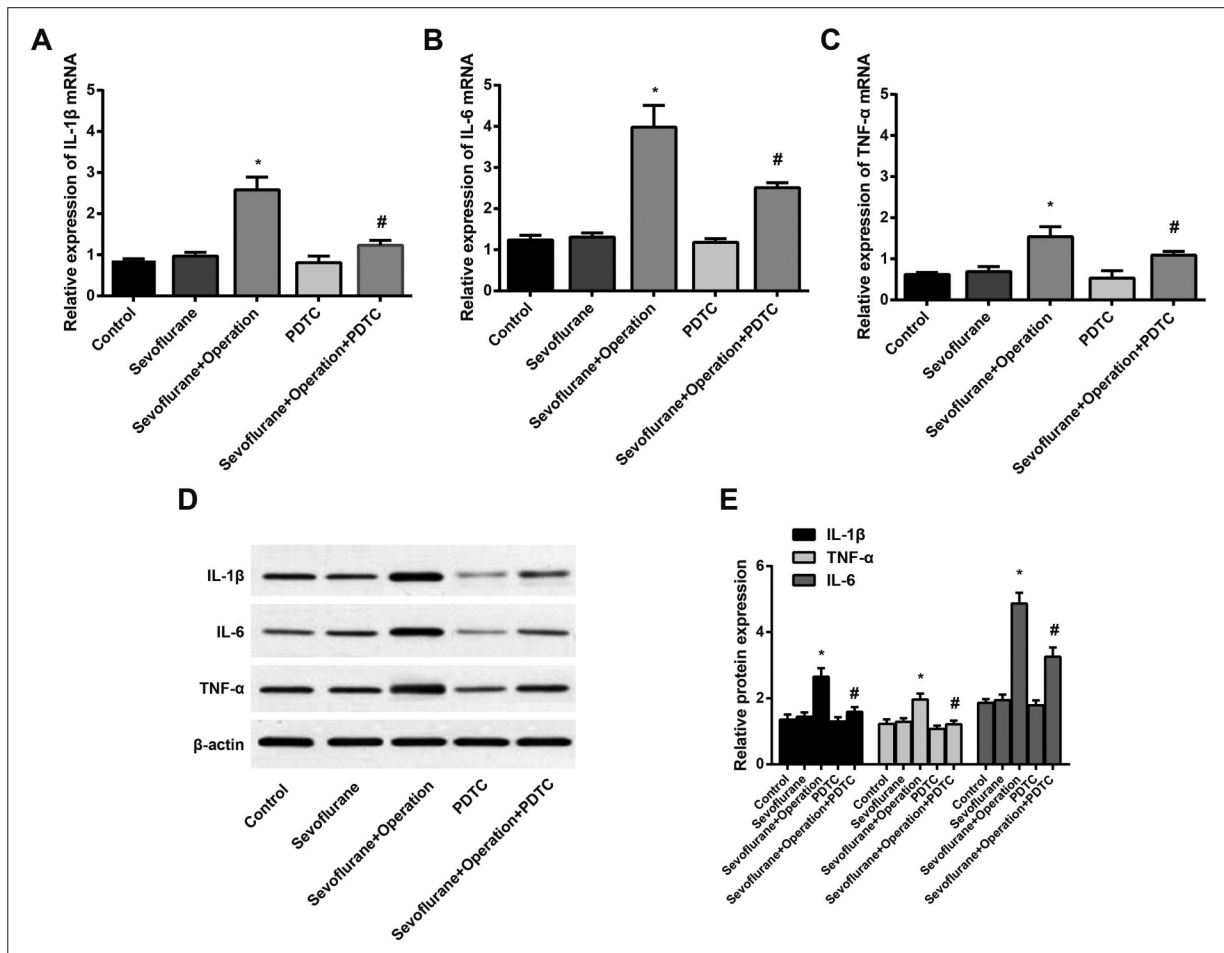 A
Relative expression of IL-1β mRNA
5
4
3
2
1
0
*
#
Control
Sevoflurane
Sevoflurane+Operation
PDTC
Sevoflurane+Operation+PDTC
B
Relative expression of IL-6 mRNA
5
4
3
2
1
0
*
#
Control
Sevoflurane
Sevoflurane+Operation
PDTC
Sevoflurane+Operation+PDTC
C
Relative expression of TNF-α mRNA
5
4
3
2
1
0
*
#
Control
Sevoflurane
Sevoflurane+Operation
PDTC
Sevoflurane+Operation+PDTC
D
IL-1β
IL-6
TNF-α
β-actin
Control
Sevoflurane
Sevoflurane+Operation
PDTC
Sevoflurane+Operation+PDTC
E
IL-1β
TNF-α
IL-6
Relative protein expression
6
4
2
0
*
#
*
#
*
#
Control
Sevoflurane
Sevoflurane+Operation
PDTC
Sevoflurane+Operation+PDTC
Control
Sevoflurane
Sevoflurane+Operation
PDTC
Sevoflurane+Operation+PDTC
Control
Sevoflurane
Sevoflurane+Operation
PDTC
Sevoflurane+Operation+PDTC